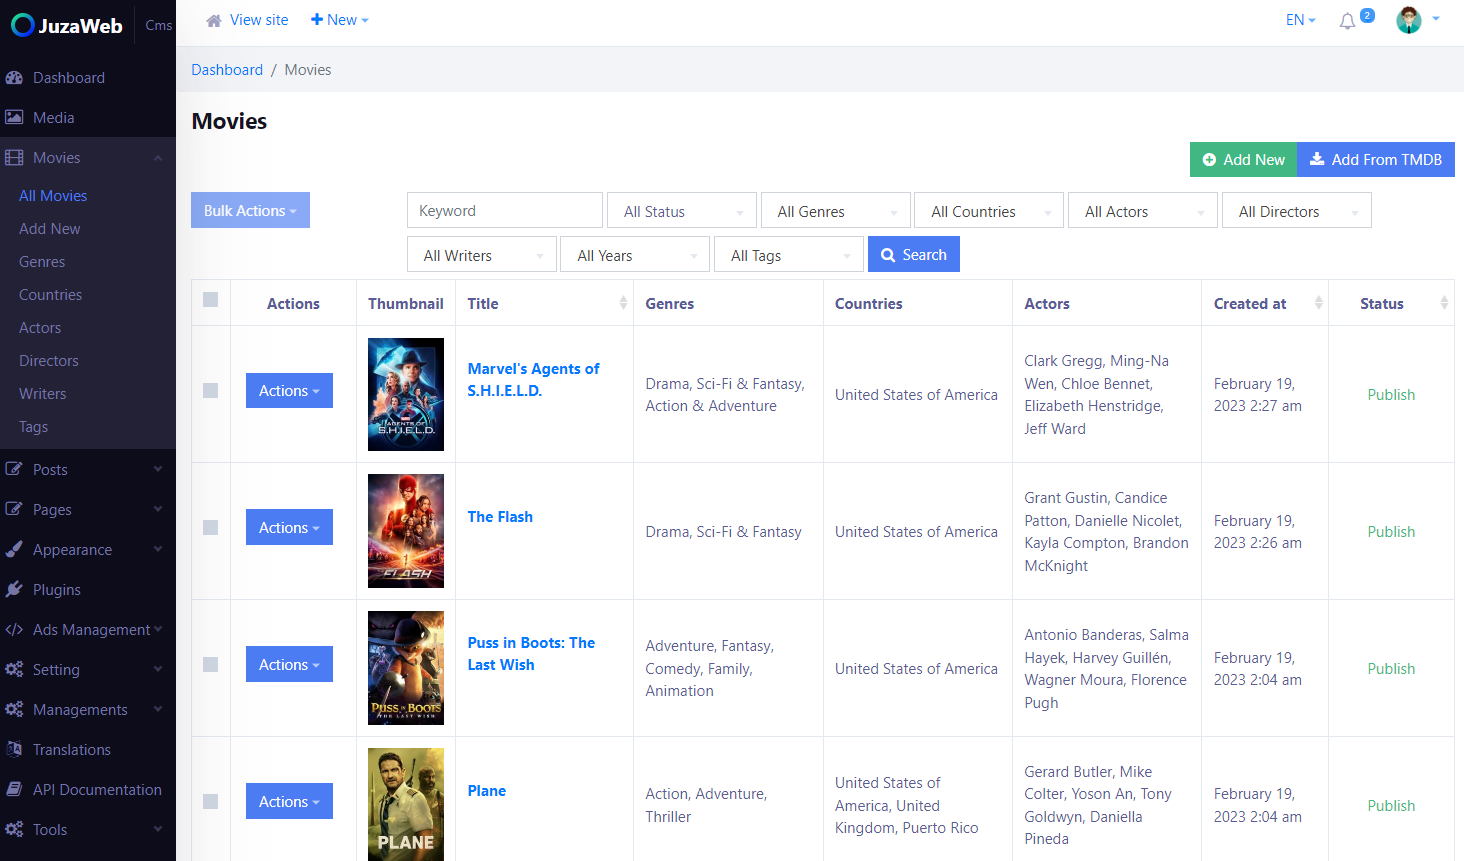 JuzaWeb Cms
View site New EN 2
Dashboard / Movies
Dashboard
Media
Movies
All Movies
Add New
Genres
Countries
Actors
Directors
Writers
Tags
Posts
Pages
Appearance
Plugins
Ads Management
Setting
Managements
Translations
API Documentation
Tools
Movies
Add New Add From TMDB
Bulk Actions Keyword All Status All Genres All Countries All Actors All Directors
All Writers All Years All Tags Search
Actions Thumbnail Title Genres Countries Actors Created at Status
Actions
AGENTS OF
S.H.I.E.L.D.
Marvel's Agents of
S.H.I.E.L.D.
Drama, Sci-Fi & Fantasy,
Action & Adventure
United States of America
Clark Gregg, Ming-Na
Wen, Chloe Bennet,
Elizabeth Henstridge,
Jeff Ward
February 19,
2023 2:27 am
Publish
Actions
FLASH
The Flash
Drama, Sci-Fi & Fantasy
United States of America
Grant Gustin, Candice
Patton, Danielle Nicolet,
Kayla Compton, Brandon
McKnight
February 19,
2023 2:26 am
Publish
Actions
PUSS IN BOOTS
THE LAST WISH
Puss in Boots: The
Last Wish
Adventure, Fantasy,
Comedy, Family,
Animation
United States of America
Antonio Banderas, Salma
Hayek, Harvey Guillén,
Wagner Moura, Florence
Pugh
February 19,
2023 2:04 am
Publish
Actions
PLANE
Plane
Action, Adventure,
Thriller
United States of
America, United
Kingdom, Puerto Rico
Gerard Butler, Mike
Colter, Yoson An, Tony
Goldwyn, Daniella
Pineda
February 19,
2023 2:04 am
Publish